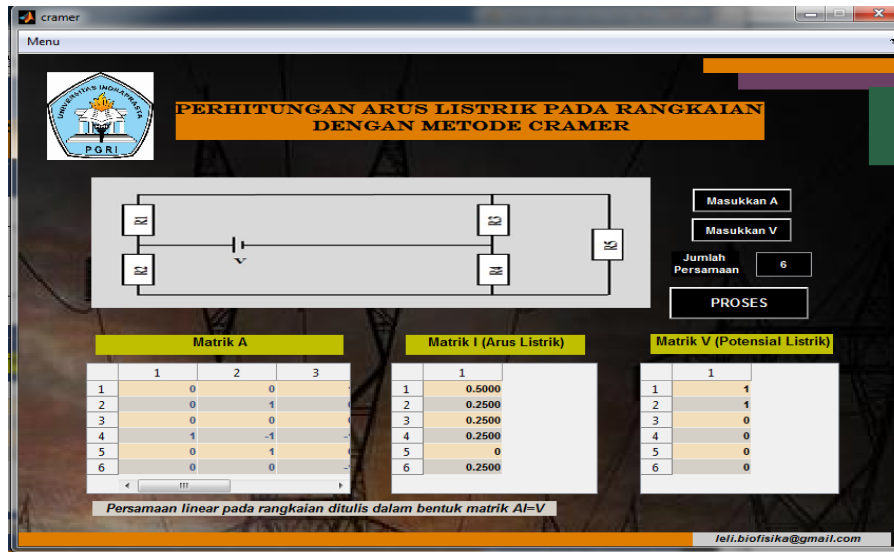 cramer
Menu
UNIVERSITAS INDRAPRASTA
PGRI
PERHITUNGAN ARUS LISTRIK PADA RANGKAIAN
DENGAN METODE CRAMER
R1
R2
V
R3
R4
R5
Masukkan A
Masukkan V
Jumlah
Persamaan
6
PROSES
Matrik A
1 2 3
1 0 0
2 0 1
3 0 0
4 1 -1
5 0 1
6 0 0
Matrik I (Arus Listrik)
1
1 0.5000
2 0.2500
3 0.2500
4 0.2500
5 0
6 0.2500
Matrik V (Potensial Listrik)
1
1 1
2 1
3 0
4 0
5 0
6 0
Persamaan linear pada rangkaian ditulis dalam bentuk matrik AI=V
leli.biofisika@gmail.com